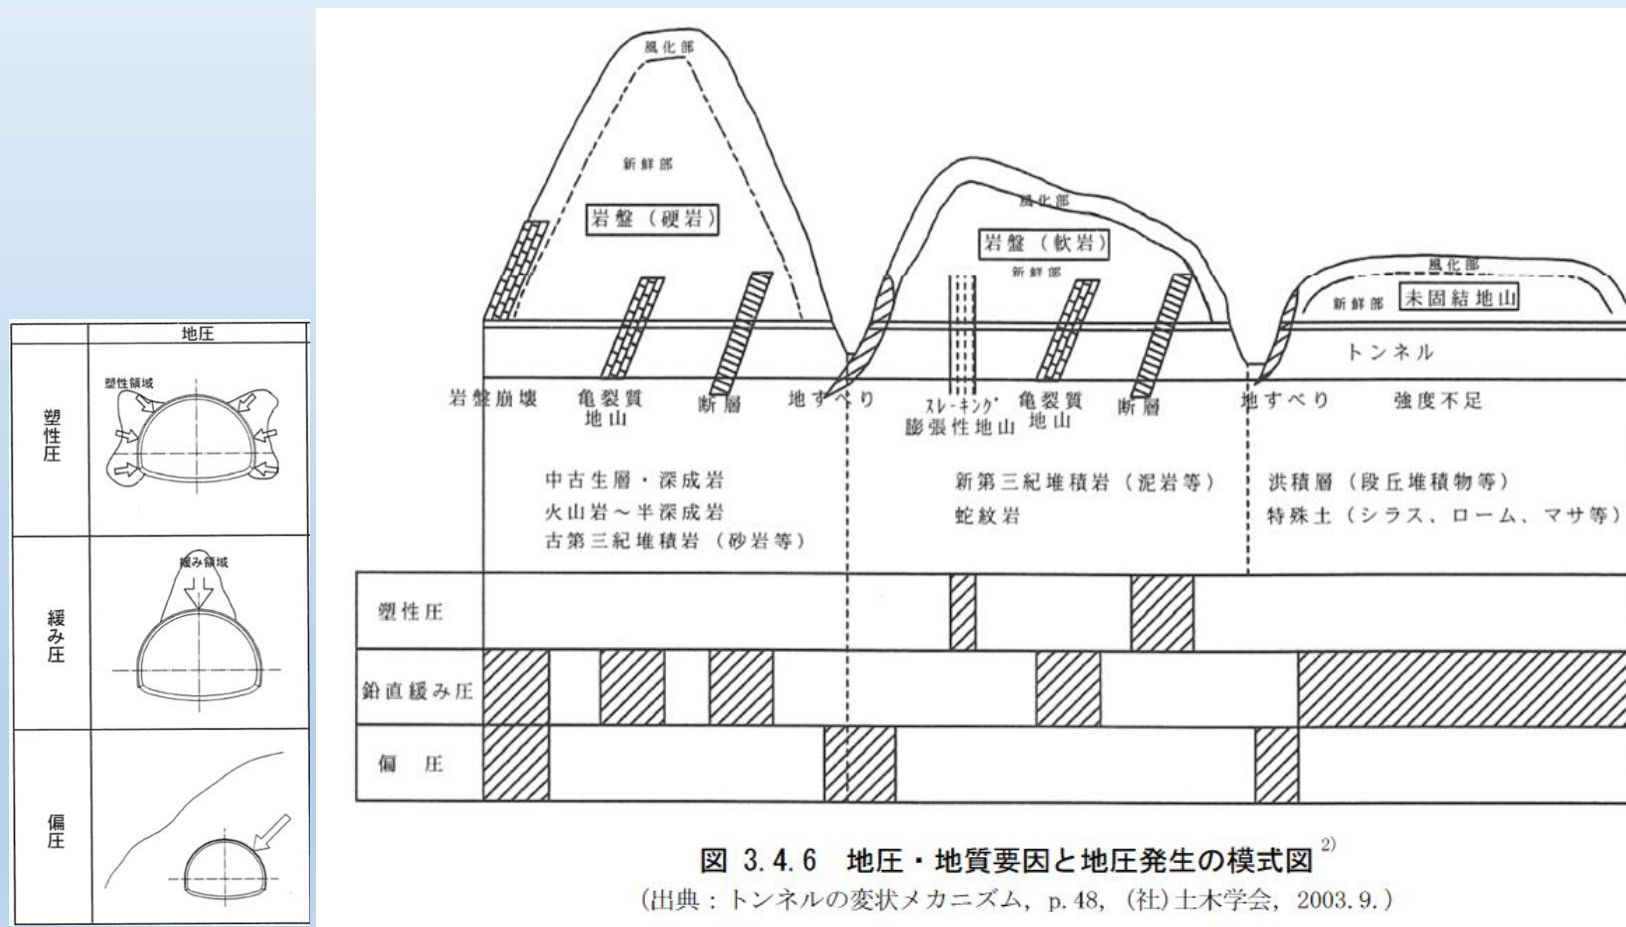 地圧
塑性圧
塑性領域
緩み圧
緩み領域
偏圧
風化部
新鮮部
岩盤（硬岩）
風化部
岩盤（軟岩）
新鮮部
風化部
新鮮部
未固結地山
トンネル
岩盤崩壊
亀裂質
地山
断層
地すべり
スレーキング
膨張性地山
亀裂質
地山
断層
地すべり
強度不足
中古生層・深成岩
火山岩～半深成岩
古第三紀堆積岩（砂岩等）
新第三紀堆積岩（泥岩等）
蛇紋岩
洪積層（段丘堆積物等）
特殊土（シラス、ローム、マサ等）
塑性圧
鉛直緩み圧
偏　圧
図 3.4.6　地圧・地質要因と地圧発生の模式図 2)
（出典：トンネルの変状メカニズム，p.48，（社）土木学会，2003.9.）